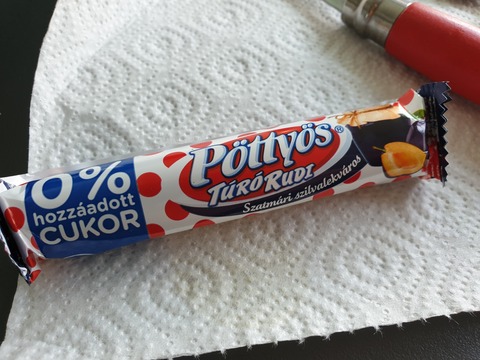 0%
hozzáadott
CUKOR
Pöttyös®
TÚRÓ RUDI
Szatmári szilvalekváros